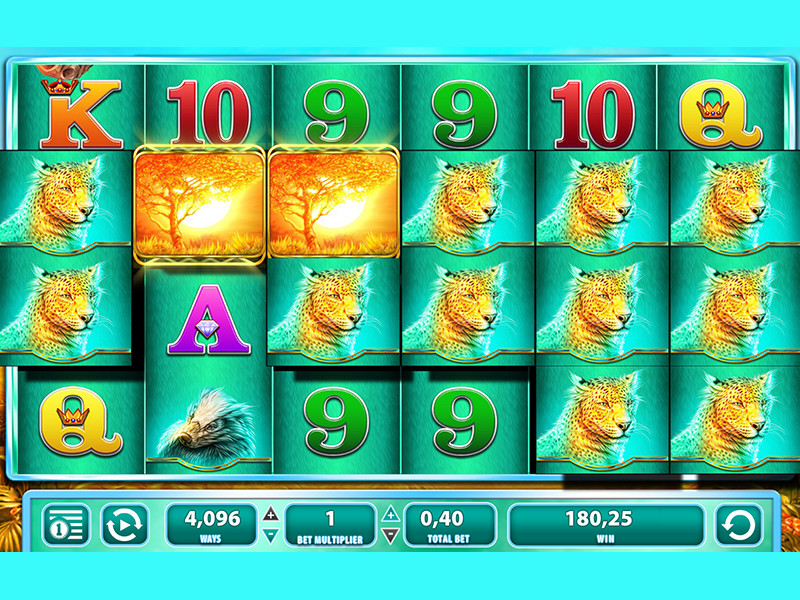 K 10 9 9 10 Q
A
Q 9 9
1 4,096 1 0,40 180,25
WAYS BET MULTIPLIER TOTAL BET WIN